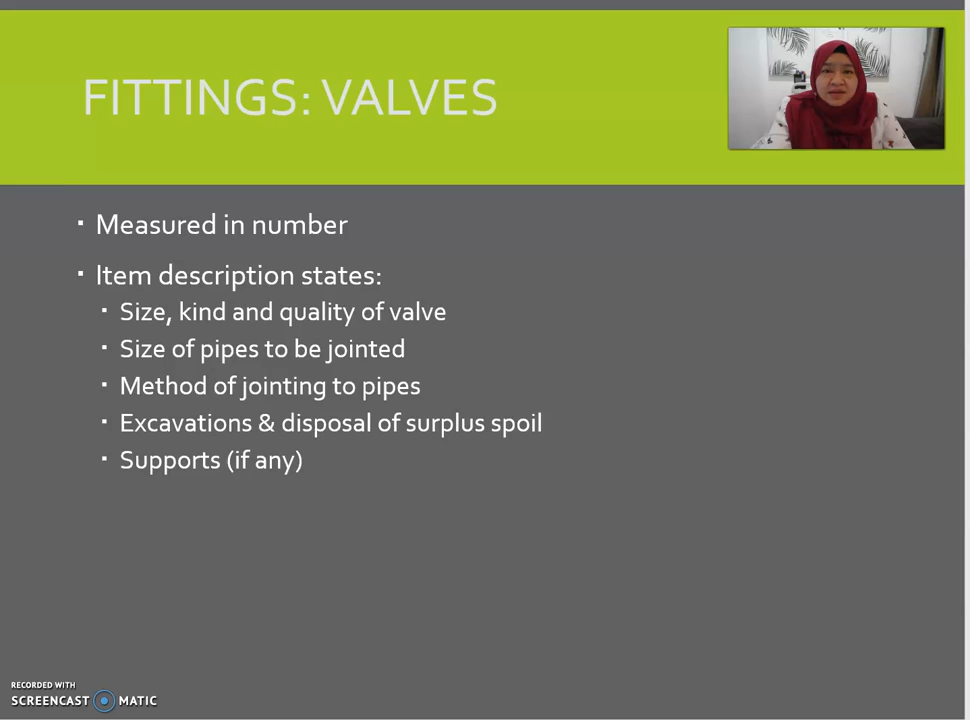 FITTINGS: VALVES
Measured in number
Item description states:
Size, kind and quality of valve
Size of pipes to be jointed
Method of jointing to pipes
Excavations & disposal of surplus spoil
Supports (if any)
RECORDED WITH
SCREENCAST MATIC